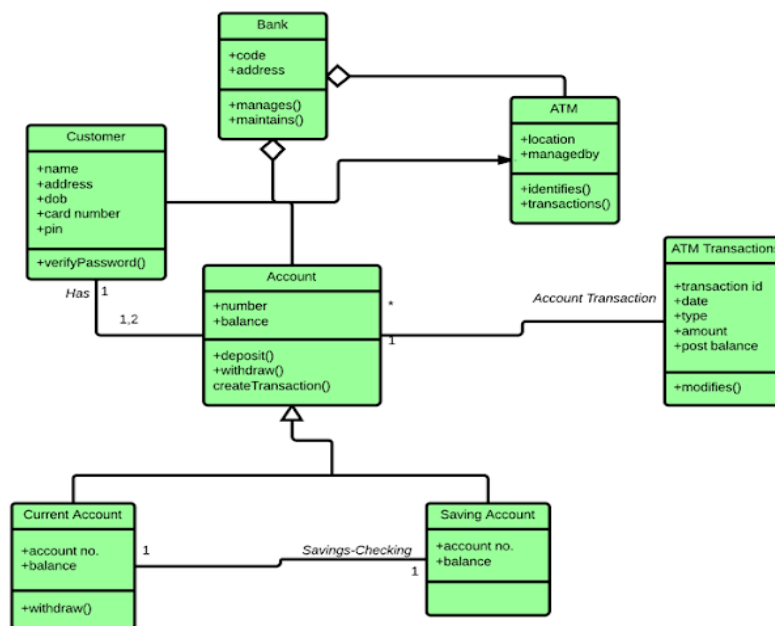 Bank
+code
+address
+manages()
+maintains()
ATM
+location
+managedby
+identifies()
+transactions()
Customer
+name
+address
+dob
+card number
+pin
+verifyPassword()
Has
1
1,2
Account
+number
+balance
+deposit()
+withdraw()
createTransaction()
*
1
Account Transaction
ATM Transactions
+transaction id
+date
+type
+amount
+post balance
+modifies()
Current Account
+account no.
+balance
+withdraw()
1
Savings-Checking
1
Saving Account
+account no.
+balance